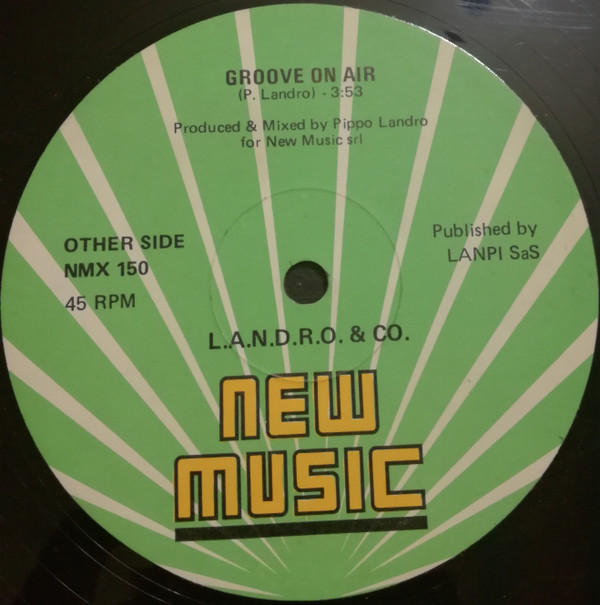 GROOVE ON AIR
(P. Landro) - 3:53
Produced & Mixed by Pippo Landro
for New Music srl
OTHER SIDE
NMX 150
45 RPM
Published by
LANPI SaS
L.A.N.D.R.O. & CO.
NEW
MUSIC